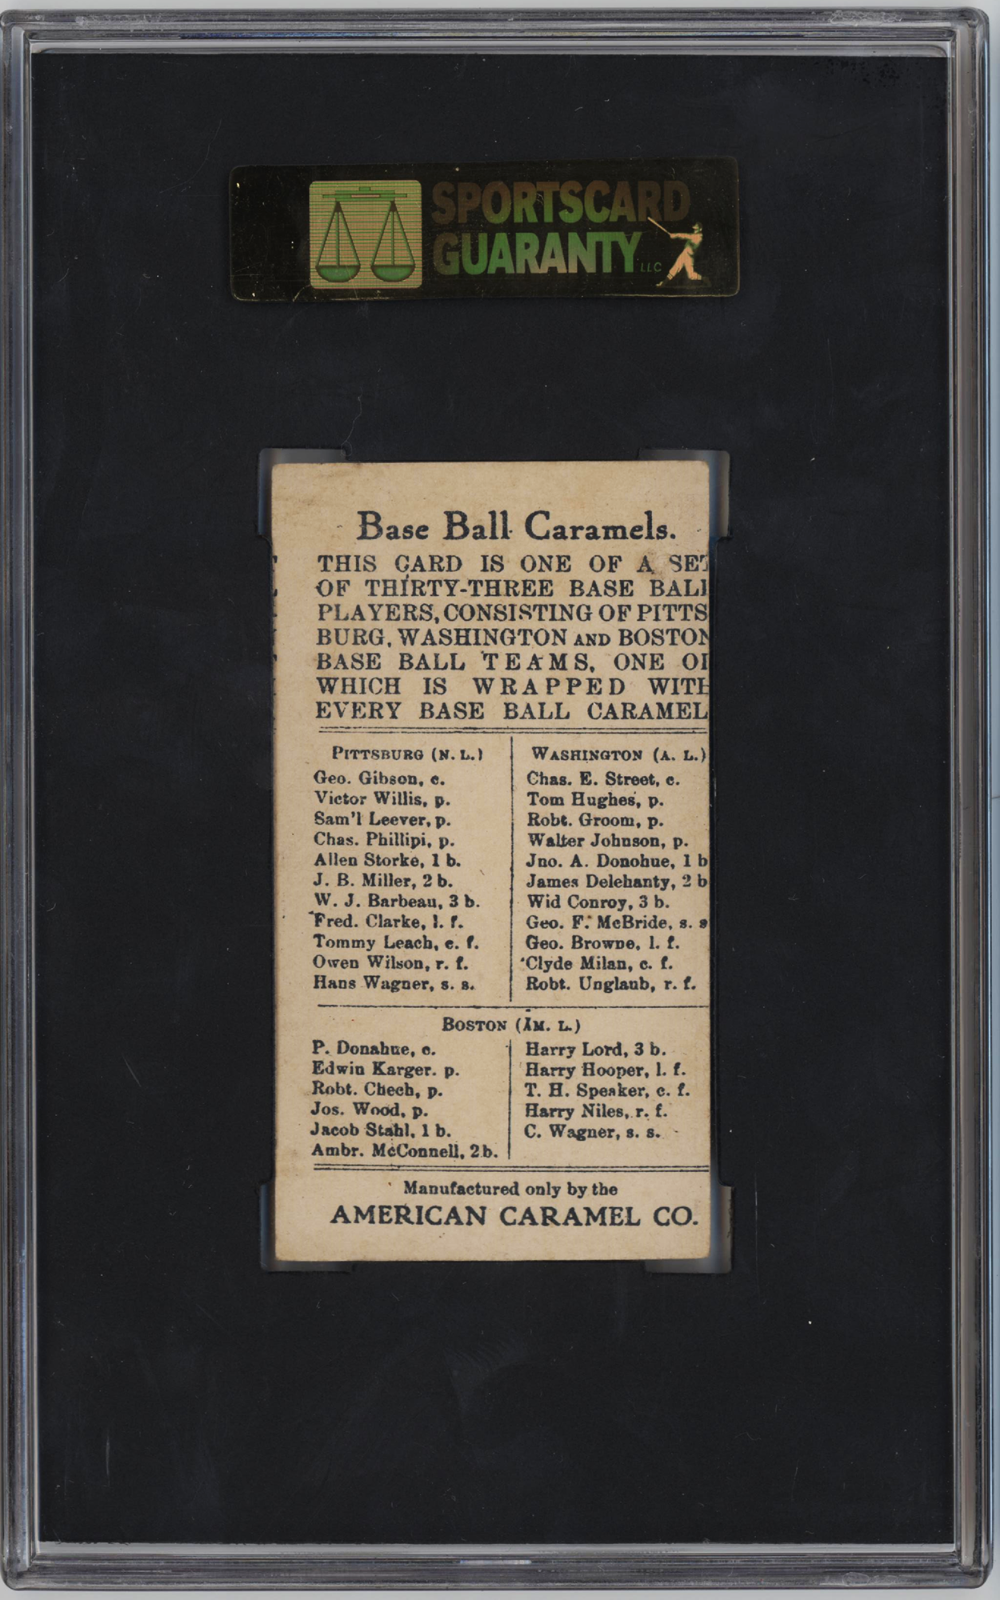 SPORTSCARD
GUARANTY LLC
Base Ball Caramels.
THIS CARD IS ONE OF A SET
OF THIRTY-THREE BASE BALL
PLAYERS, CONSISTING OF PITTS
BURG, WASHINGTON AND BOSTON
BASE BALL TEAMS, ONE OF
WHICH IS WRAPPED WITH
EVERY BASE BALL CARAMEL
PITTSBURG (N. L.)
Geo. Gibson, c.
Victor Willis, p.
Sam'l Leever, p.
Chas. Phillipi, p.
Allen Storke, 1 b.
J. B. Miller, 2 b.
W. J. Barbeau, 3 b.
Fred. Clarke, l. f.
Tommy Leach, c. f.
Owen Wilson, r. f.
Hans Wagner, s. s.
WASHINGTON (A. L.)
Chas. E. Street, c.
Tom Hughes, p.
Robt. Groom, p.
Walter Johnson, p.
Jno. A. Donohue, 1 b
James Delehanty, 2 b
Wid Conroy, 3 b.
Geo. F. McBride, s. s
Geo. Browne, l. f.
Clyde Milan, c. f.
Robt. Unglaub, r. f.
BOSTON (AM. L.)
P. Donahue, c.
Edwin Karger. p.
Robt. Chech, p.
Jos. Wood, p.
Jacob Stahl, 1 b.
Ambr. McConnell, 2 b.
Harry Lord, 3 b.
Harry Hooper, l. f.
T. H. Speaker, c. f.
Harry Niles, r. f.
C. Wagner, s. s.
Manufactured only by the
AMERICAN CARAMEL CO.